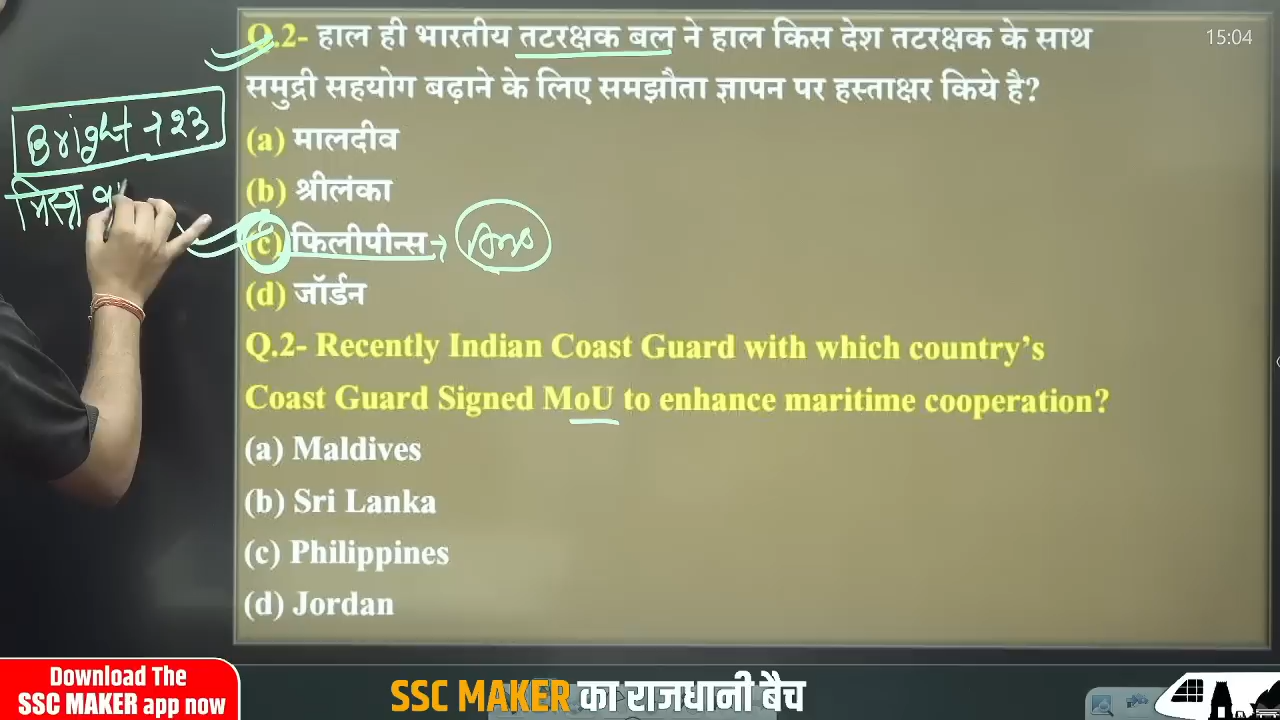 Q.2- हाल ही भारतीय तटरक्षक बल ने हाल किस देश तटरक्षक के साथ
समुद्री सहयोग बढ़ाने के लिए समझौता ज्ञापन पर हस्ताक्षर किये है?
(a) मालदीव
(b) श्रीलंका
(c) फिलीपीन्स → Ans
(d) जॉर्डन
Q.2- Recently Indian Coast Guard with which country's
Coast Guard Signed MoU to enhance maritime cooperation?
(a) Maldives
(b) Sri Lanka
(c) Philippines
(d) Jordan
15:04
Bright → 23
मिस्त्र
Download The
SSC MAKER app now
SSC MAKER का राजधानी बैच